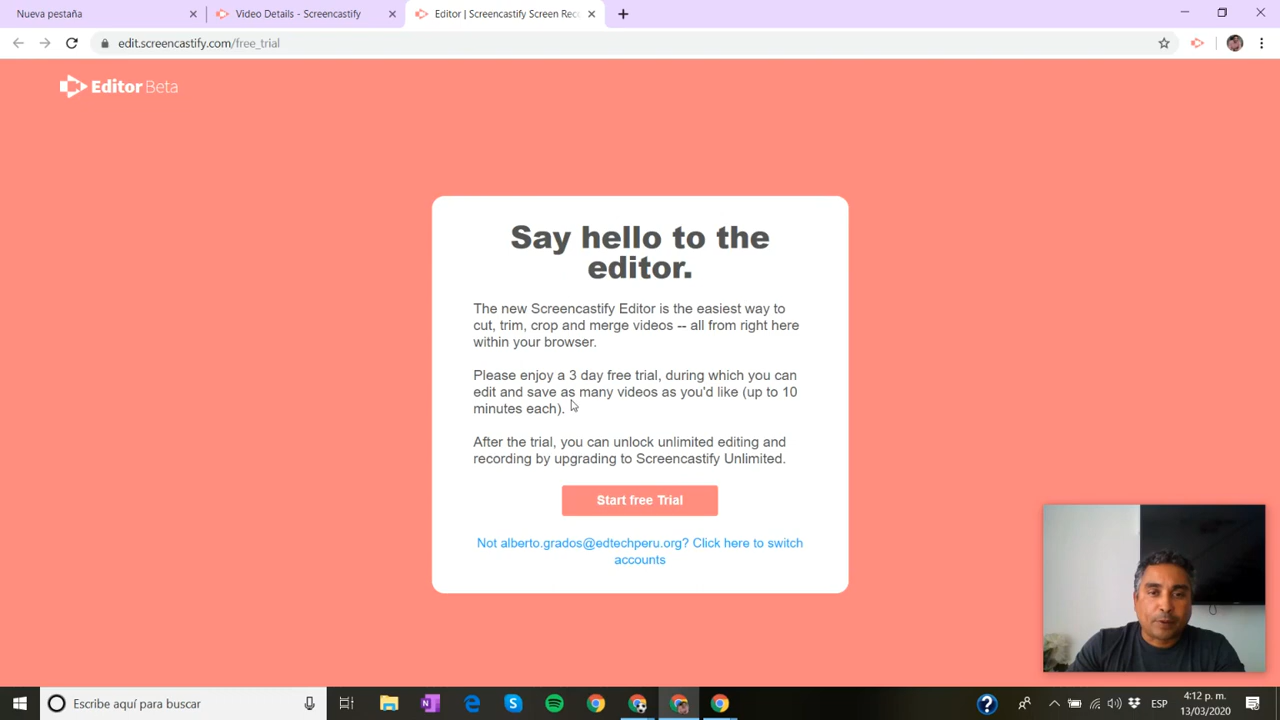 Nueva pestaña
Video Details - Screencastify
Editor | Screencastify Screen Rec
edit.screencastify.com/free_trial
Editor Beta
Say hello to the
editor.
The new Screencastify Editor is the easiest way to
cut, trim, crop and merge videos -- all from right here
within your browser.
Please enjoy a 3 day free trial, during which you can
edit and save as many videos as you'd like (up to 10
minutes each).
After the trial, you can unlock unlimited editing and
recording by upgrading to Screencastify Unlimited.
Start free Trial
Not alberto.grados@edtechperu.org? Click here to switch
accounts
Escribe aquí para buscar
ESP
4:12 p. m.
13/03/2020